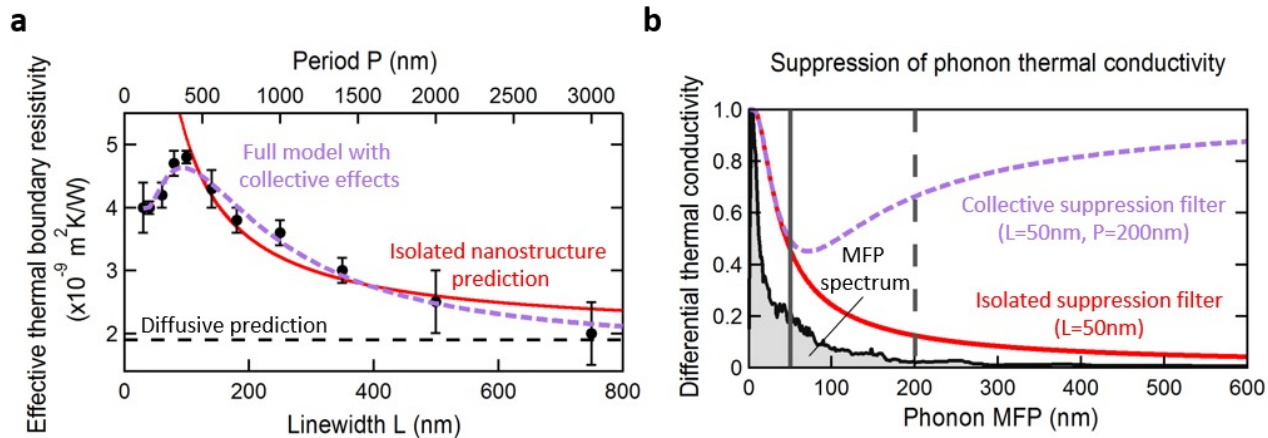 a
Period P (nm)
0 500 1000 1500 2000 2500 3000
Effective thermal boundary resistivity
(x10⁻⁹ m²K/W)
5
4
3
2
Full model with
collective effects
Isolated nanostructure
prediction
Diffusive prediction
0 200 400 600 800
Linewidth L (nm)
b
Suppression of phonon thermal conductivity
Differential thermal conductivity
1.0
0.8
0.6
0.4
0.2
0
Collective suppression filter
(L=50nm, P=200nm)
MFP
spectrum
Isolated suppression filter
(L=50nm)
0 100 200 300 400 500 600
Phonon MFP (nm)